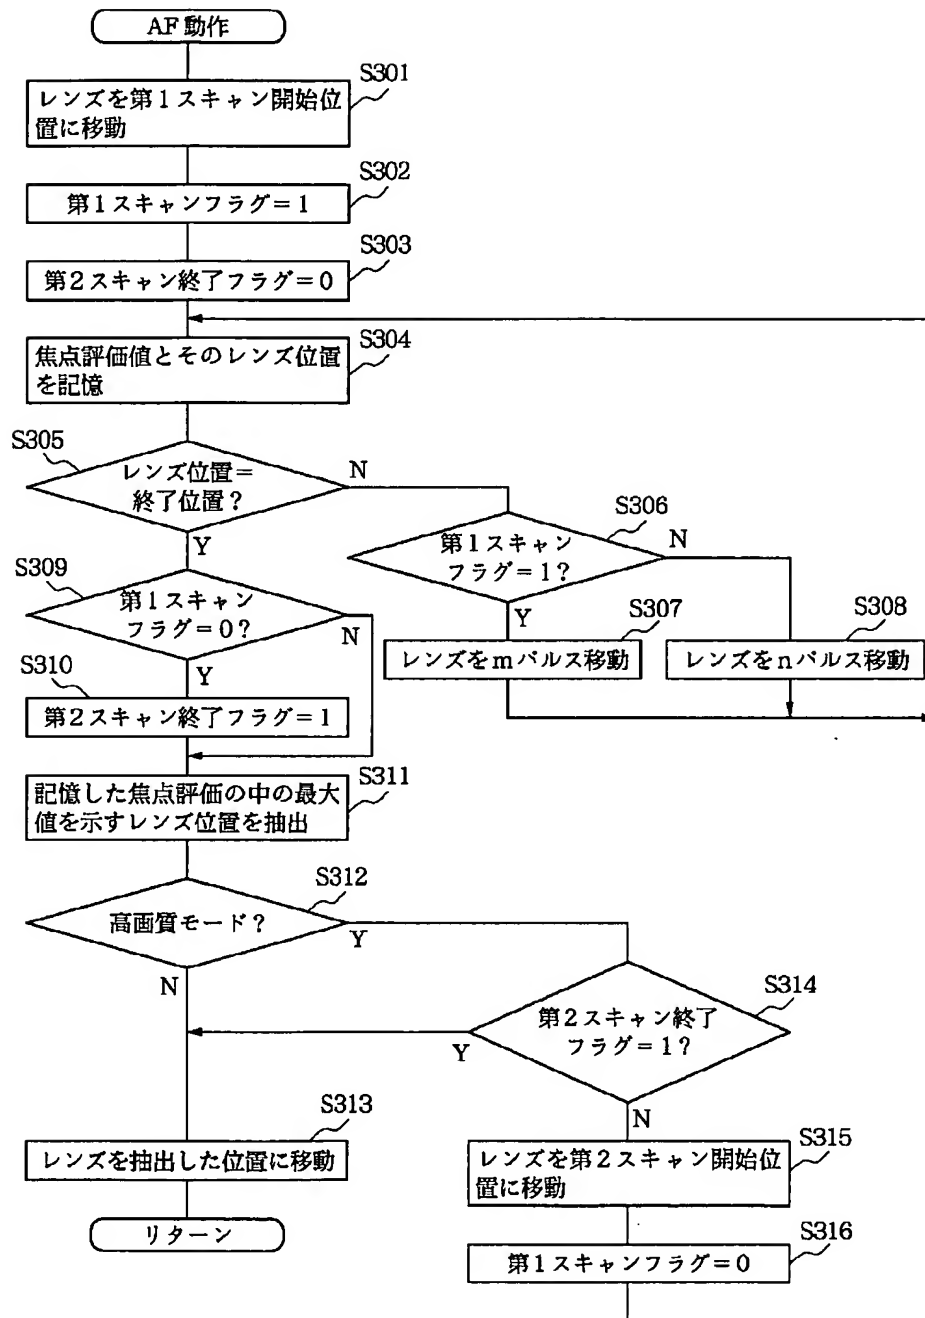 AF動作
S301
レンズを第1スキャン開始位
置に移動
S302
第1スキャンフラグ=1
S303
第2スキャン終了フラグ=0
S304
焦点評価値とそのレンズ位置
を記憶
S305
レンズ位置=
終了位置?
N
Y
S306
第1スキャン
フラグ=1?
N
Y
S307
レンズをmパルス移動
S308
レンズをnパルス移動
S309
第1スキャン
フラグ=0?
N
Y
S310
第2スキャン終了フラグ=1
S311
記憶した焦点評価の中の最大
値を示すレンズ位置を抽出
S312
高画質モード?
Y
N
S314
第2スキャン終了
フラグ=1?
Y
N
S313
レンズを抽出した位置に移動
リターン
S315
レンズを第2スキャン開始位
置に移動
S316
第1スキャンフラグ=0